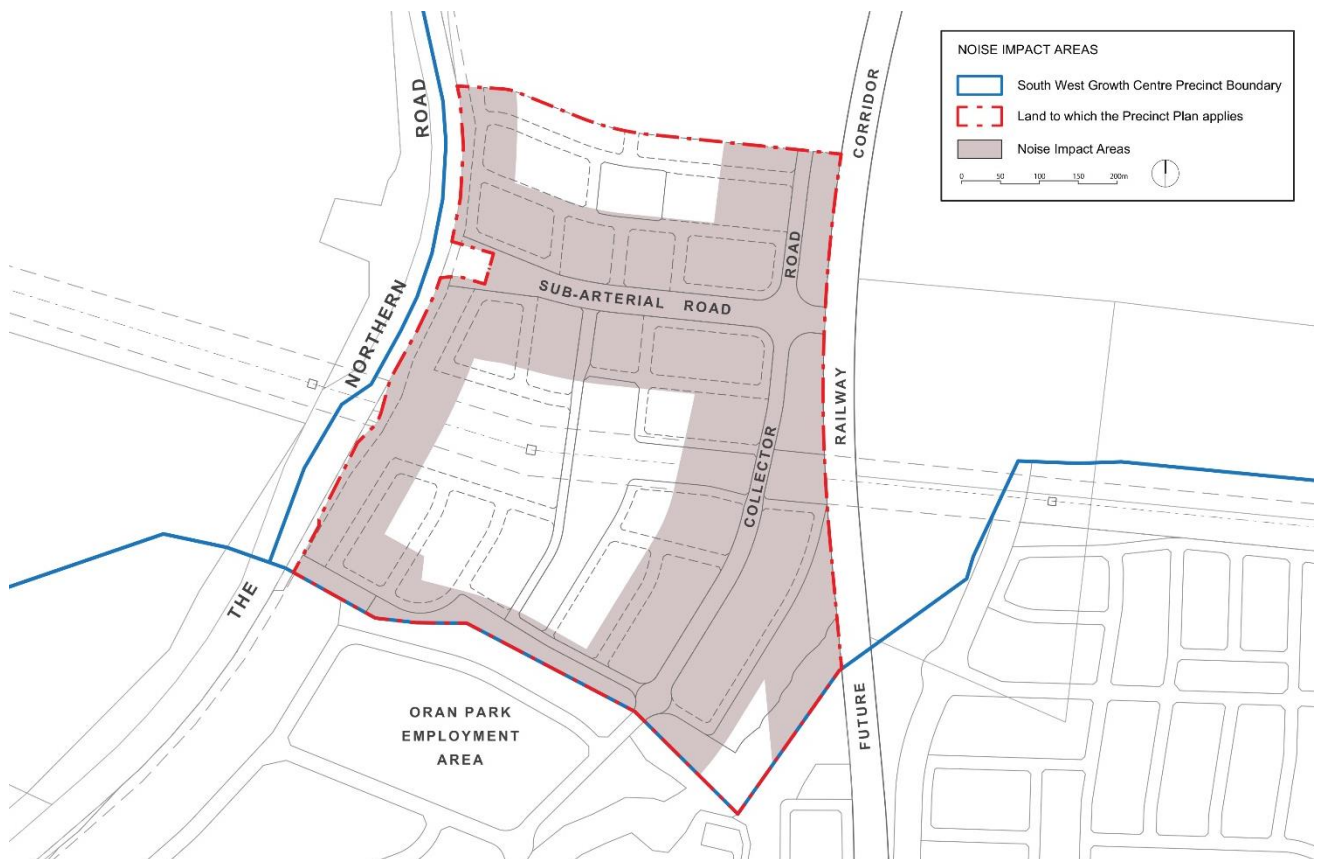 NOISE IMPACT AREAS
South West Growth Centre Precinct Boundary
Land to which the Precinct Plan applies
Noise Impact Areas
0 50 100 150 200m
THE NORTHERN ROAD
SUB-ARTERIAL ROAD
COLLECTOR ROAD
FUTURE RAILWAY CORRIDOR
ORAN PARK
EMPLOYMENT
AREA